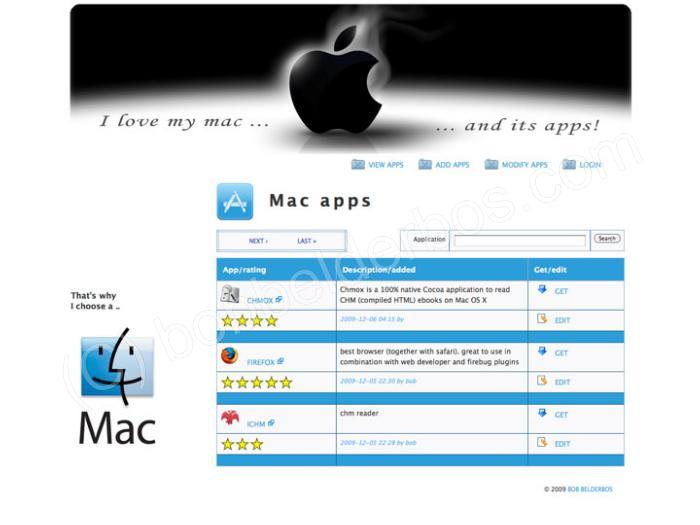 I love my mac ...
... and its apps!
VIEW APPS ADD APPS MODIFY APPS LOGIN
Mac apps
NEXT › LAST »
Application Search
App/rating Description/added Get/edit
CHMOX Chmox is a 100% native Cocoa application to read
CHM (compiled HTML) ebooks on Mac OS X GET
2009-12-06 04:15 by EDIT
That's why
I choose a ..
FIREFOX best browser (together with safari). great to use in
combination with web developer and firebug plugins GET
2009-12-05 22:30 by bob EDIT
Mac
ICHM chm reader GET
2009-12-05 22:28 by bob EDIT
© 2009 BOB BELDERBOS
(c) bobbelderbos.com